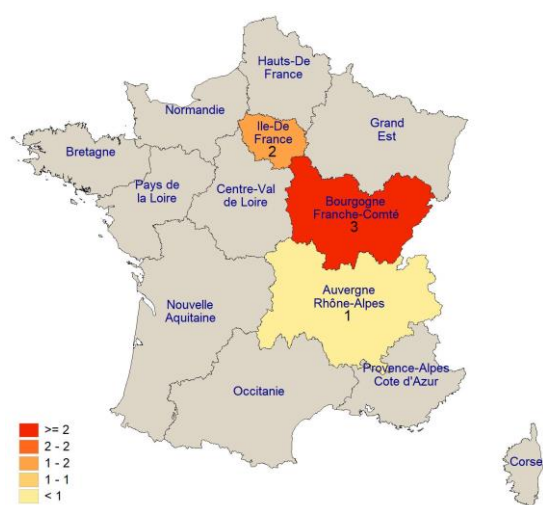 Hauts-De
France
Normandie
Ile-De
France
2
Grand
Est
Bretagne
Pays de
la Loire
Centre-Val
de Loire
Bourgogne
Franche-Comté
3
Auvergne
Rhône-Alpes
1
Nouvelle
Aquitaine
Provence-Alpes
Cote d'Azur
Occitanie
Corse
>= 2
2 - 2
1 - 2
1 - 1
< 1